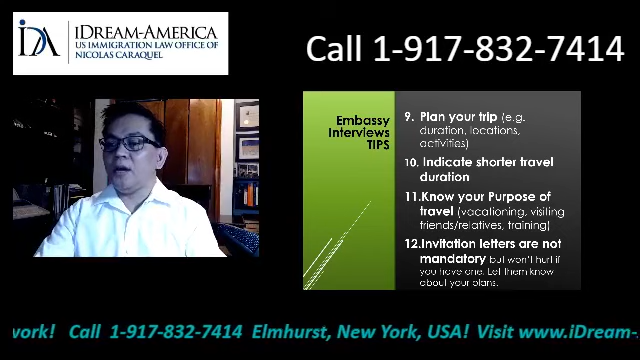 iDREAM-AMERICA
US IMMIGRATION LAW OFFICE OF
NICOLAS CARAQUEL
Call 1-917-832-7414
Embassy
Interviews
TIPS
9. Plan your trip (e.g.
duration, locations,
activities)
10. Indicate shorter travel
duration
11.Know your Purpose of
travel (vacationing, visiting
friends/relatives, training)
12.Invitation letters are not
mandatory but won't hurt if
you have one. Let them know
about your plans.
work! Call 1-917-832-7414 Elmhurst, New York, USA! Visit www.iDream-